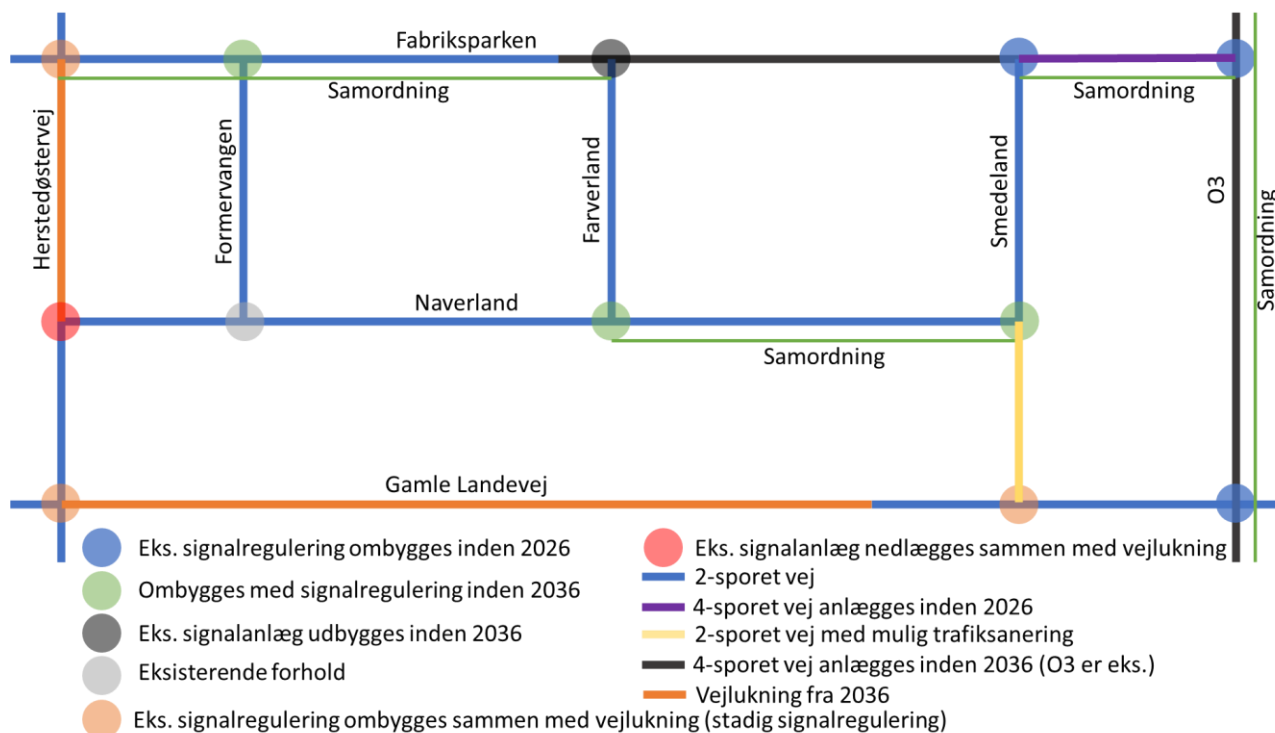 Fabriksparken
Samordning
Samordning
Herstedøstervej
Formervangen
Farverland
Smedeland
O3
Samordning
Naverland
Samordning
Gamle Landevej
Eks. signalregulering ombygges inden 2026
Ombygges med signalregulering inden 2036
Eks. signalanlæg udbygges inden 2036
Eksisterende forhold
Eks. signalregulering ombygges sammen med vejlukning (stadig signalregulering)
Eks. signalanlæg nedlægges sammen med vejlukning
2-sporet vej
4-sporet vej anlægges inden 2026
2-sporet vej med mulig trafiksanering
4-sporet vej anlægges inden 2036 (O3 er eks.)
Vejlukning fra 2036